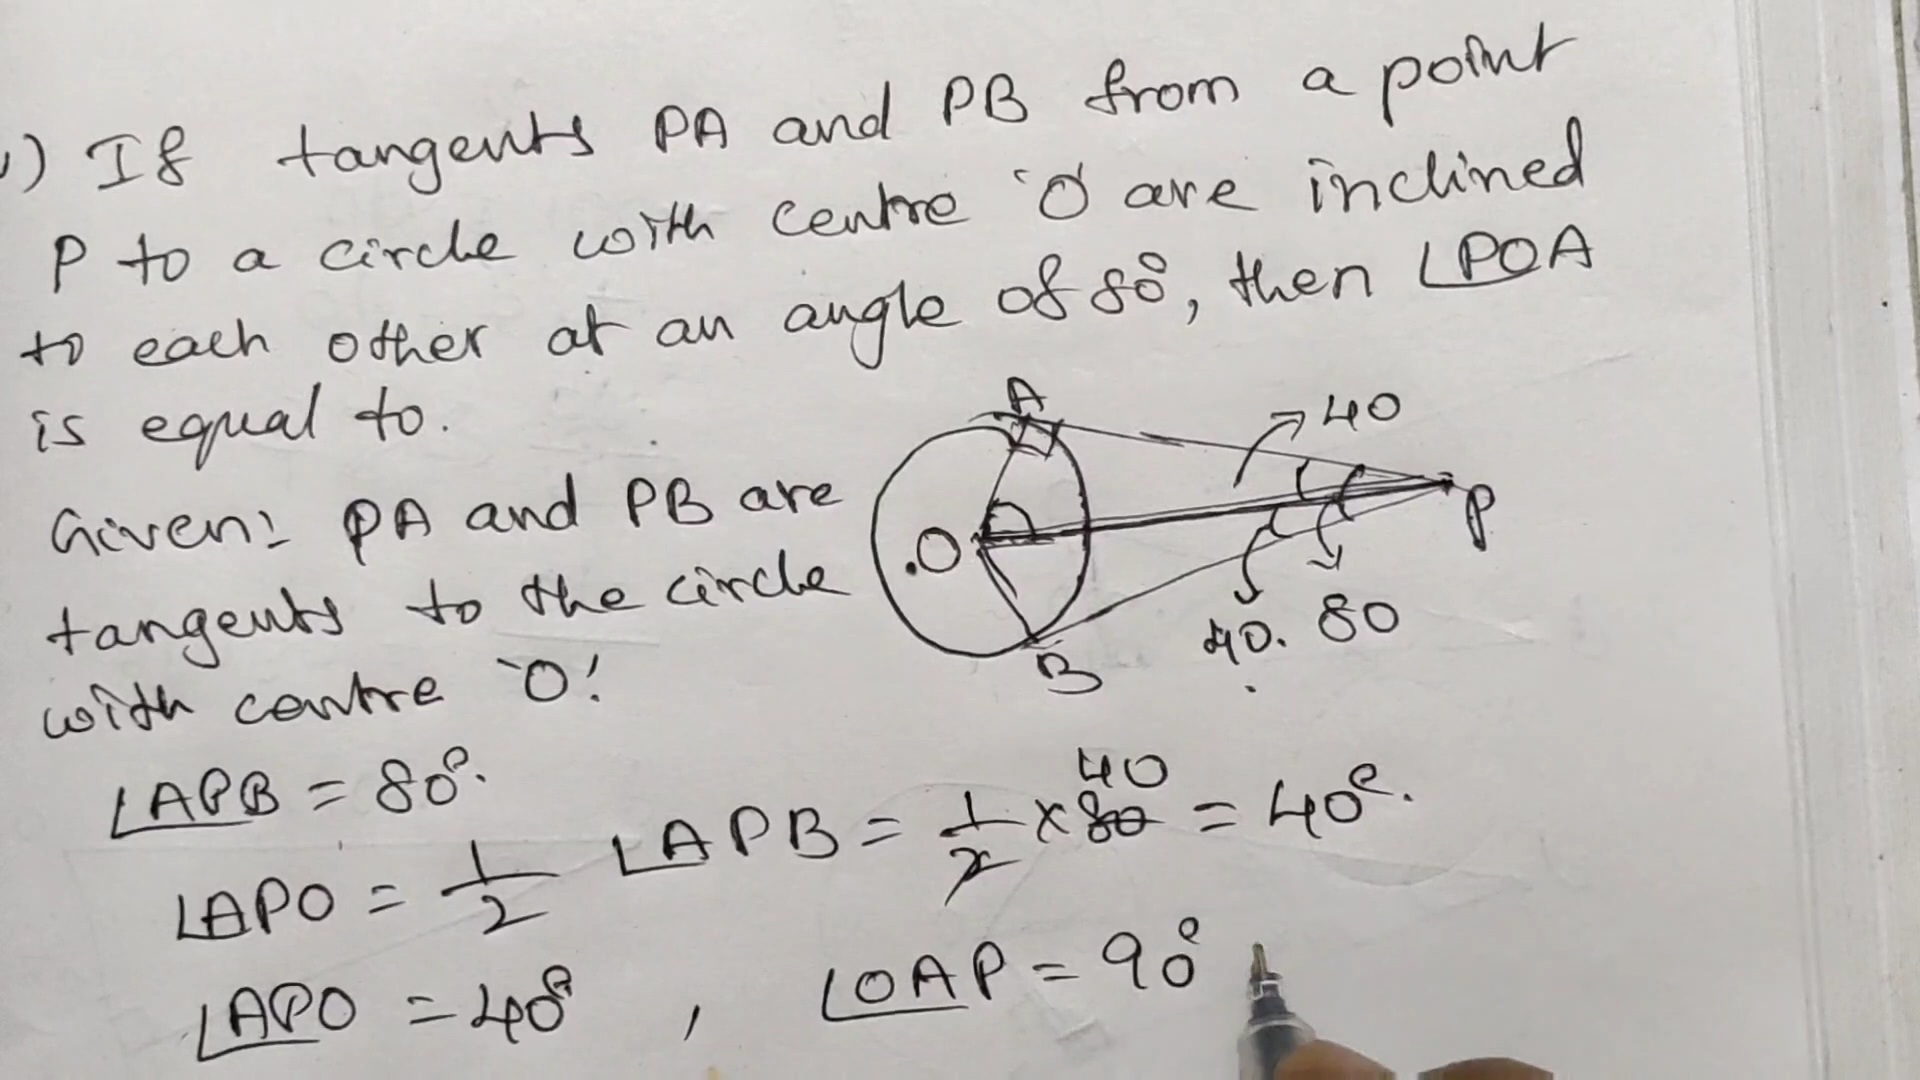 ) If tangents PA and PB from a point
P to a circle with centre 'O' are inclined
to each other at an angle of 80°, then ∠POA
is equal to.
Given: PA and PB are
tangents to the circle
with centre 'O'.
A
40
.O
P
B
40. 80
∠APB = 80°.
∠APO = 1/2 ∠APB = 1/2 × 80 = 40°.
40
∠APO = 40°, ∠OAP = 90°